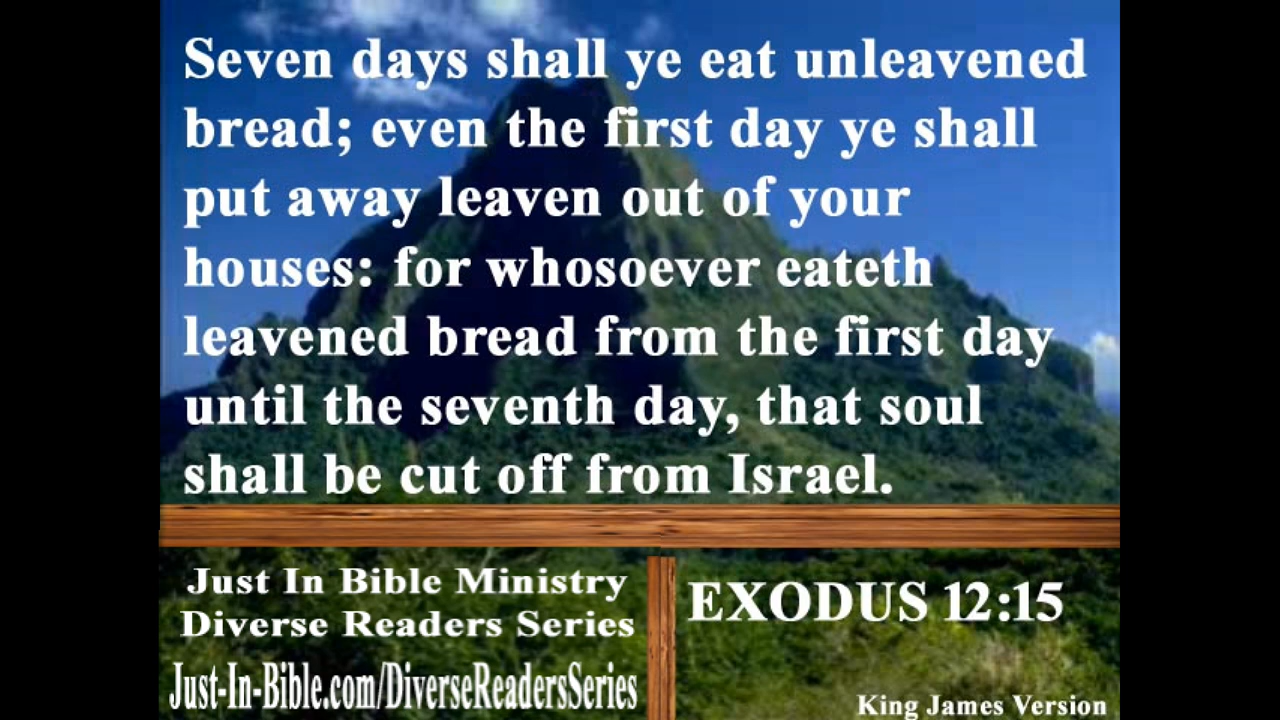 Seven days shall ye eat unleavened
bread; even the first day ye shall
put away leaven out of your
houses: for whosoever eateth
leavened bread from the first day
until the seventh day, that soul
shall be cut off from Israel.
Just In Bible Ministry
Diverse Readers Series
Just-In-Bible.com/DiverseReadersSeries
EXODUS 12:15
King James Version